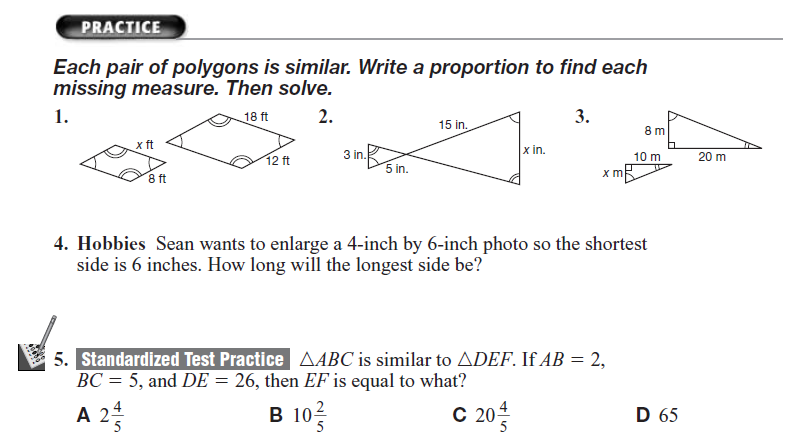 PRACTICE
Each pair of polygons is similar. Write a proportion to find each
missing measure. Then solve.
1.
x ft
8 ft
18 ft
12 ft
2.
3 in.
5 in.
15 in.
x in.
3.
8 m
20 m
10 m
x m
4. Hobbies Sean wants to enlarge a 4-inch by 6-inch photo so the shortest
side is 6 inches. How long will the longest side be?
5. Standardized Test Practice △ABC is similar to △DEF. If AB = 2,
BC = 5, and DE = 26, then EF is equal to what?
A 2 4/5 B 10 2/5 C 20 4/5 D 65